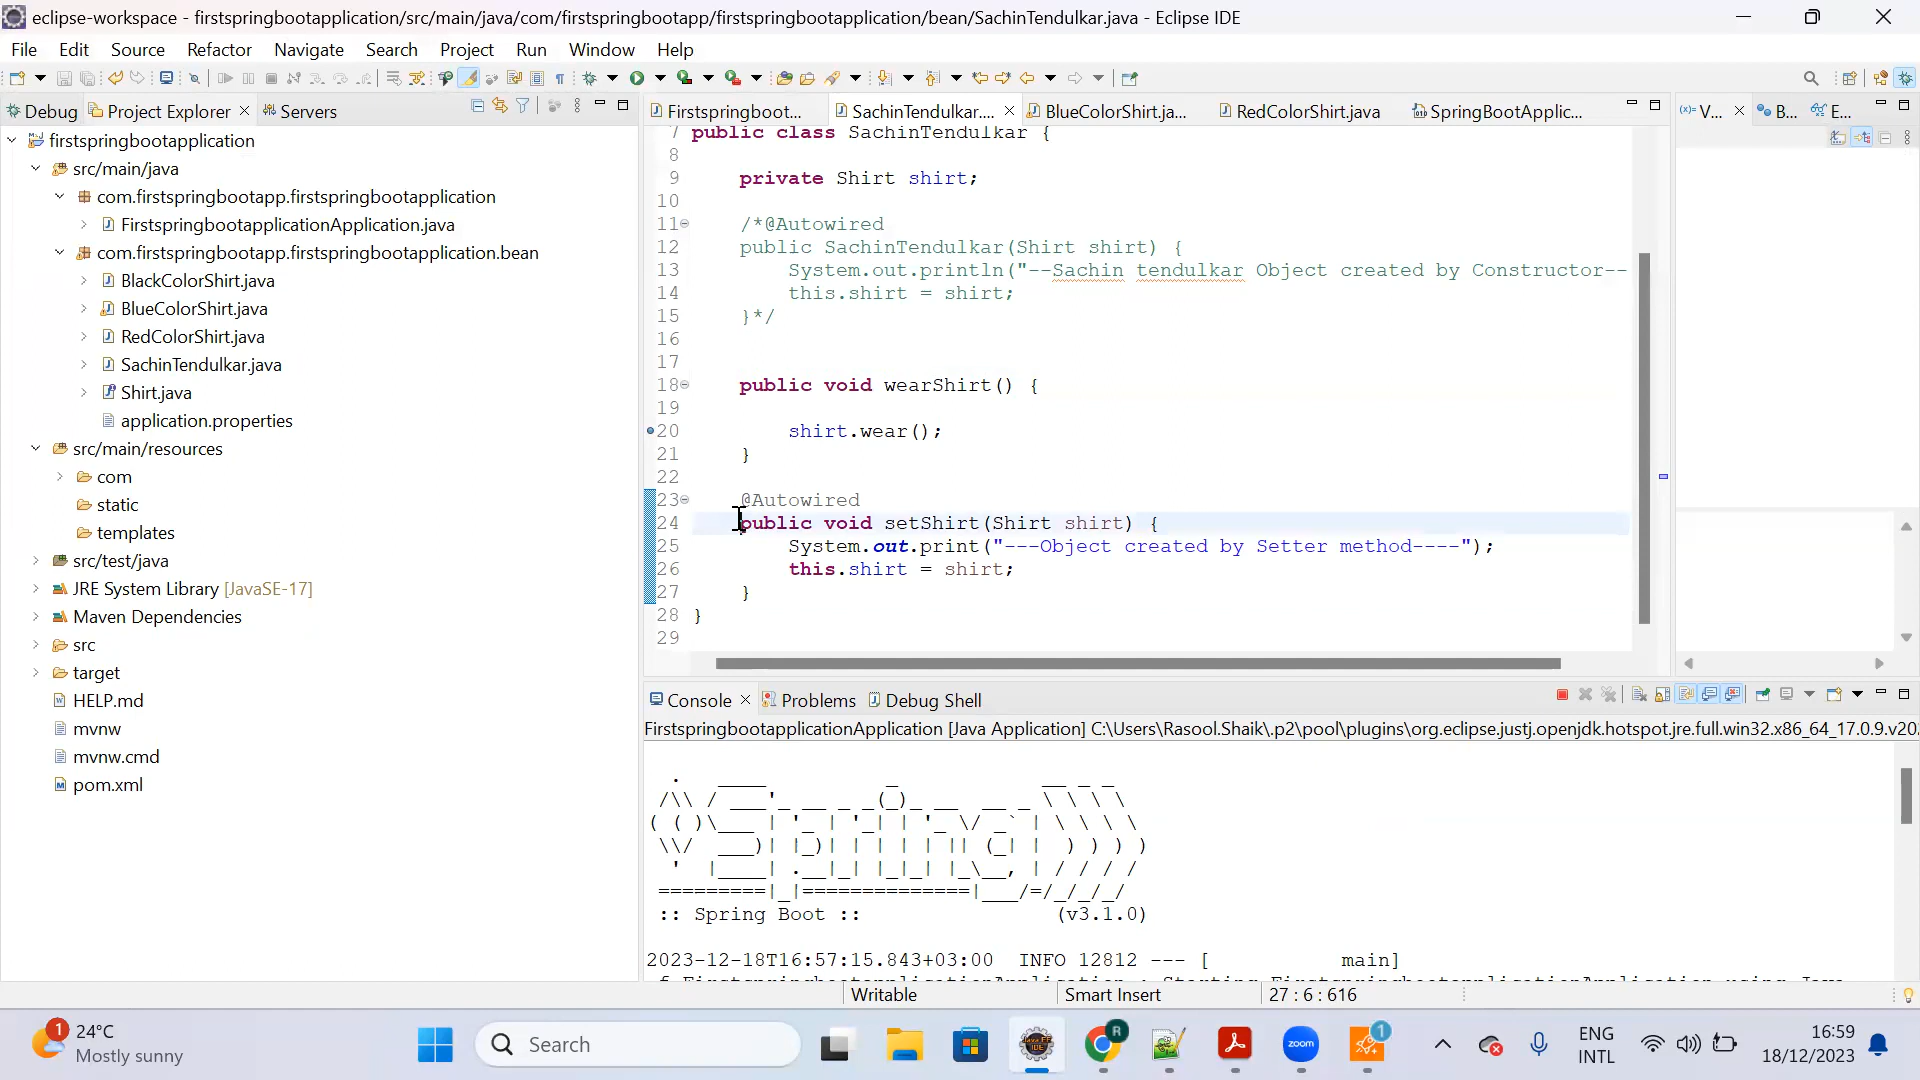 eclipse-workspace - firstspringbootapplication/src/main/java/com/firstspringbootapp/firstspringbootapplication/bean/SachinTendulkar.java - Eclipse IDE
File Edit Source Refactor Navigate Search Project Run Window Help
Debug Project Explorer Servers
firstspringbootapplication
src/main/java
com.firstspringbootapp.firstspringbootapplication
FirstspringbootapplicationApplication.java
com.firstspringbootapp.firstspringbootapplication.bean
BlackColorShirt.java
BlueColorShirt.java
RedColorShirt.java
SachinTendulkar.java
Shirt.java
application.properties
src/main/resources
com
static
templates
src/test/java
JRE System Library [JavaSE-17]
Maven Dependencies
src
target
HELP.md
mvnw
mvnw.cmd
pom.xml
Firstspringboot... SachinTendulkar.... BlueColorShirt.ja... RedColorShirt.java SpringBootApplic...
7 public class SachinTendulkar {
8
9 private Shirt shirt;
10
11 /*@Autowired
12 public SachinTendulkar(Shirt shirt) {
13 System.out.println("--Sachin tendulkar Object created by Constructor--
14 this.shirt = shirt;
15 }*/
16
17
18 public void wearShirt() {
19
20 shirt.wear();
21 }
22
23 @Autowired
24 public void setShirt(Shirt shirt) {
25 System.out.print("---Object created by Setter method----");
26 this.shirt = shirt;
27 }
28 }
29
(x)= V... B... E...
Console Problems Debug Shell
FirstspringbootapplicationApplication [Java Application] C:\Users\Rasool.Shaik\.p2\pool\plugins\org.eclipse.justj.openjdk.hotspot.jre.full.win32.x86_64_17.0.9.v20
:: Spring Boot :: (v3.1.0)
2023-12-18T16:57:15.843+03:00 INFO 12812 --- [ main]
Writable Smart Insert 27 : 6 : 616
1
24°C
Mostly sunny
Search
Java EE
IDE
R
zoom
1
ENG
INTL
16:59
18/12/2023